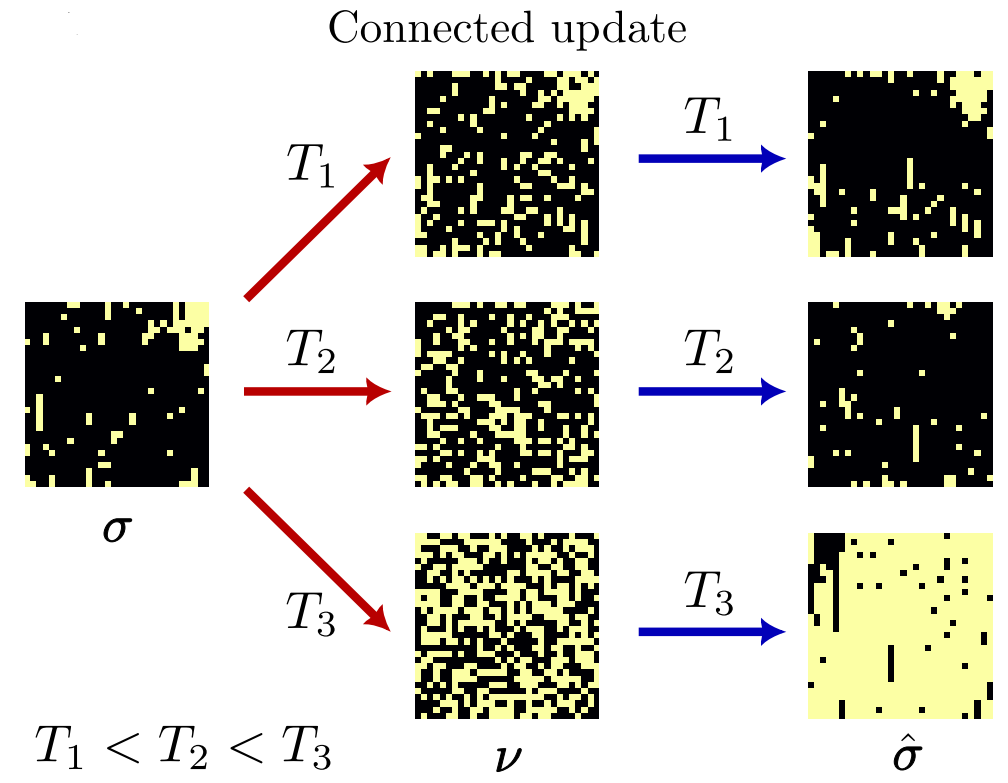 Connected update
T₁
T₁
T₂
T₂
T₃
T₃
σ
T₁ < T₂ < T₃
ν
σ̂